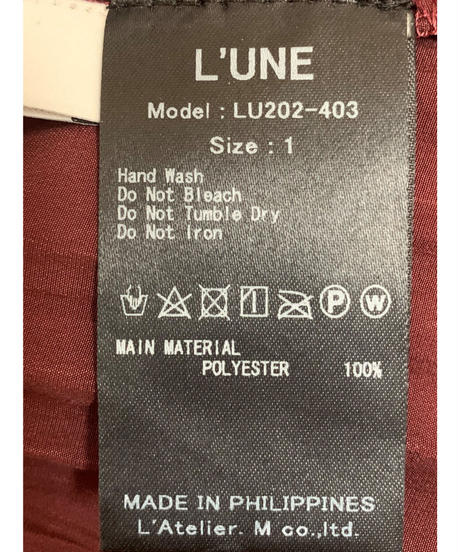 L'UNE
Model : LU202-403
Size : 1
Hand Wash
Do Not Bleach
Do Not Tumble Dry
Do Not Iron
P W
MAIN MATERIAL
POLYESTER 100%
MADE IN PHILIPPINES
L'Atelier. M co.,ltd.